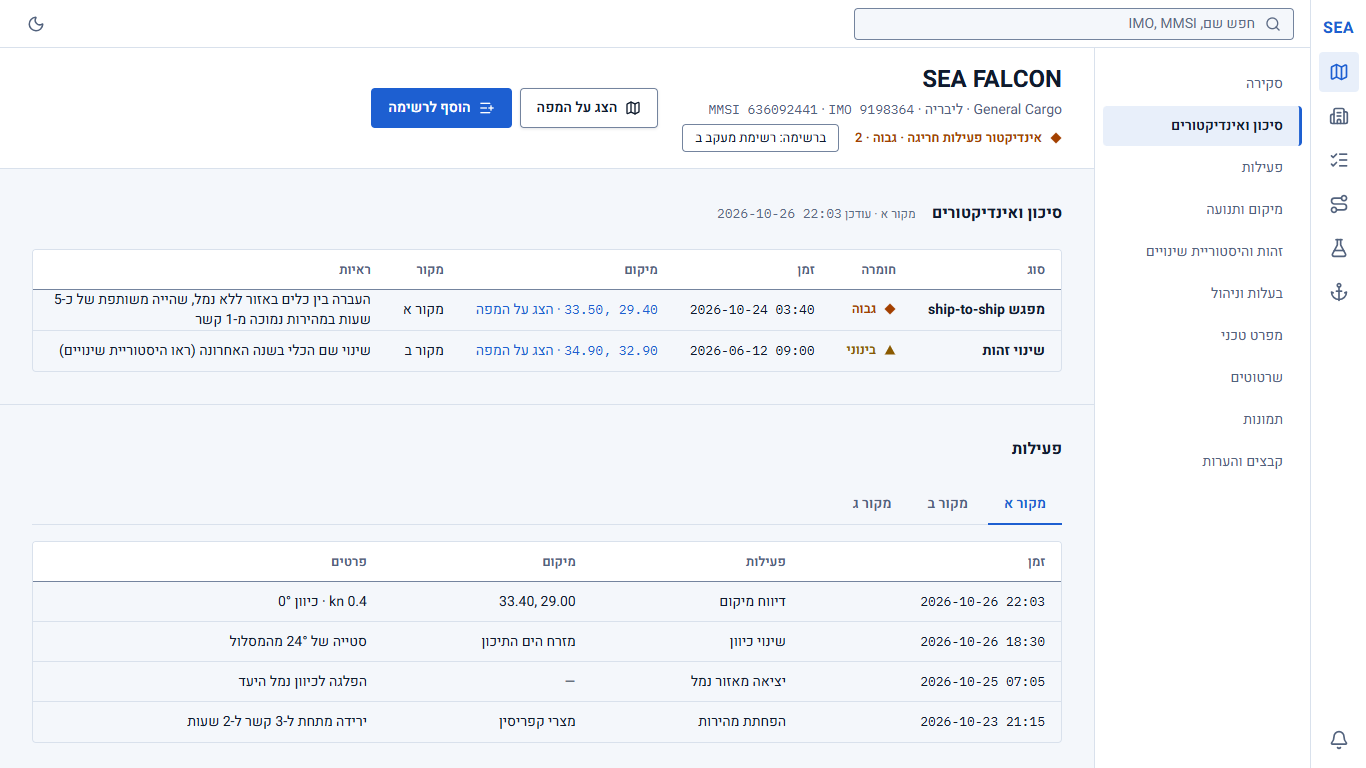 SEA
חפש שם, IMO, MMSI
סקירה
סיכון ואינדיקטורים
פעילות
מיקום ותנועה
זהות והיסטוריית שינויים
בעלות וניהול
מפרט טכני
שרטוטים
תמונות
קבצים והערות
SEA FALCON
General Cargo · ליבריה · IMO 9198364 · MMSI 636092441
אינדיקטור פעילות חריגה · גבוה · 2
ברשימה: רשימת מעקב ב
הצג על המפה
הוסף לרשימה
סיכון ואינדיקטורים מקור א · עודכן 2026-10-26 22:03
סוג חומרה זמן מיקום מקור ראיות
מפגש ship-to-ship גבוה 2026-10-24 03:40 33.50, 29.40 · הצג על המפה מקור א העברה בין כלים באזור ללא נמל, שהייה משותפת של כ-5
שעות במהירות נמוכה מ-1 קשר
שינוי זהות בינוני 2026-06-12 09:00 34.90, 32.90 · הצג על המפה מקור ב שינוי שם הכלי בשנה האחרונה (ראו היסטוריית שינויים)
פעילות
מקור א מקור ב מקור ג
זמן פעילות מיקום פרטים
2026-10-26 22:03 דיווח מיקום 33.40, 29.00 0.4 kn · כיוון 0°
2026-10-26 18:30 שינוי כיוון מזרח הים התיכון סטייה של 24° מהמסלול
2026-10-25 07:05 יציאה מאזור נמל — הפלגה לכיוון נמל היעד
2026-10-23 21:15 הפחתת מהירות מצרי קפריסין ירידה מתחת ל-3 קשר ל-2 שעות